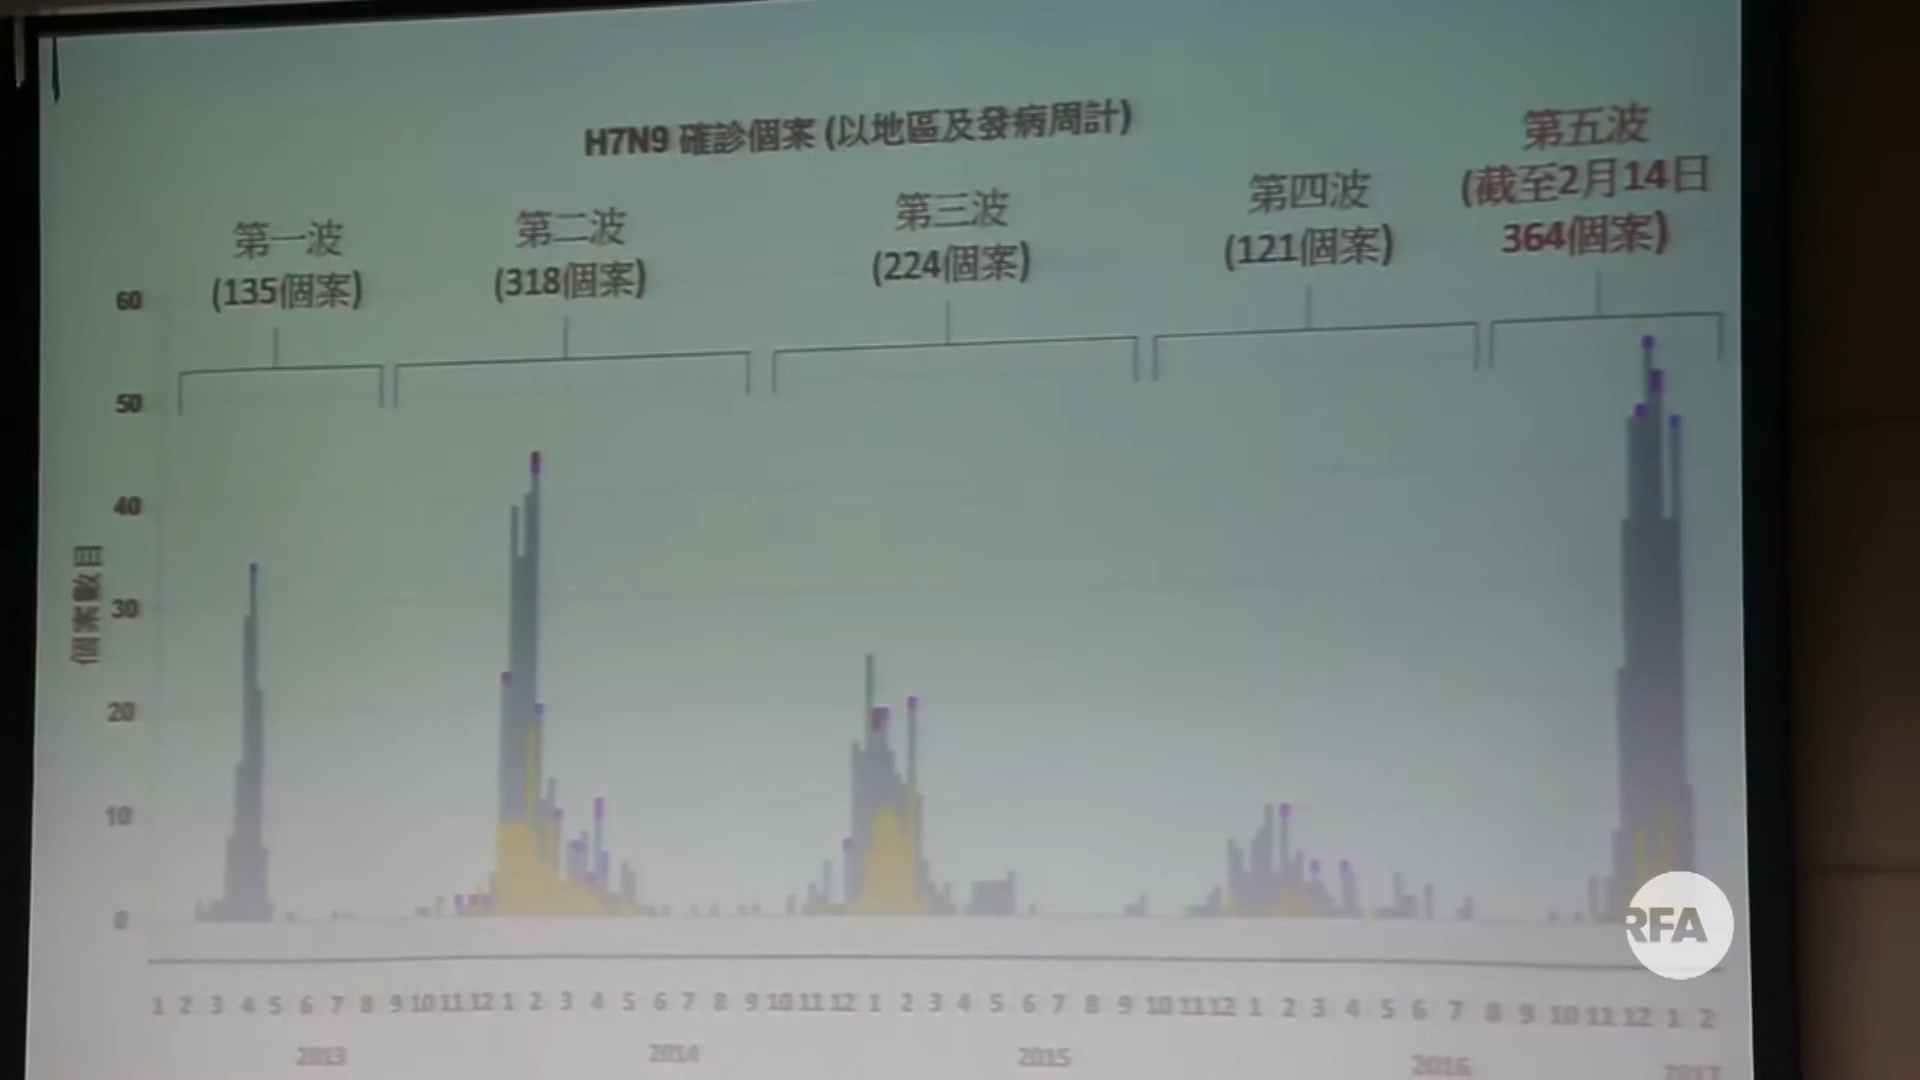 H7N9 確診個案 (以地區及發病周計)
第一波
(135個案)
第二波
(318個案)
第三波
(224個案)
第四波
(121個案)
第五波
(截至2月14日
364個案)
個案數目
60
50
40
30
20
10
0
1 2 3 4 5 6 7 8 9 10 11 12 1 2 3 4 5 6 7 8 9 10 11 12 1 2 3 4 5 6 7 8 9 10 11 12 1 2 3 4 5 6 7 8 9 10 11 12 1 2
2013 2014 2015 2016 2017
RFA